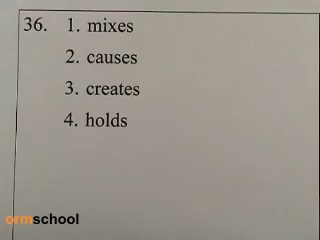 36. 1. mixes
2. causes
3. creates
4. holds
ormschool